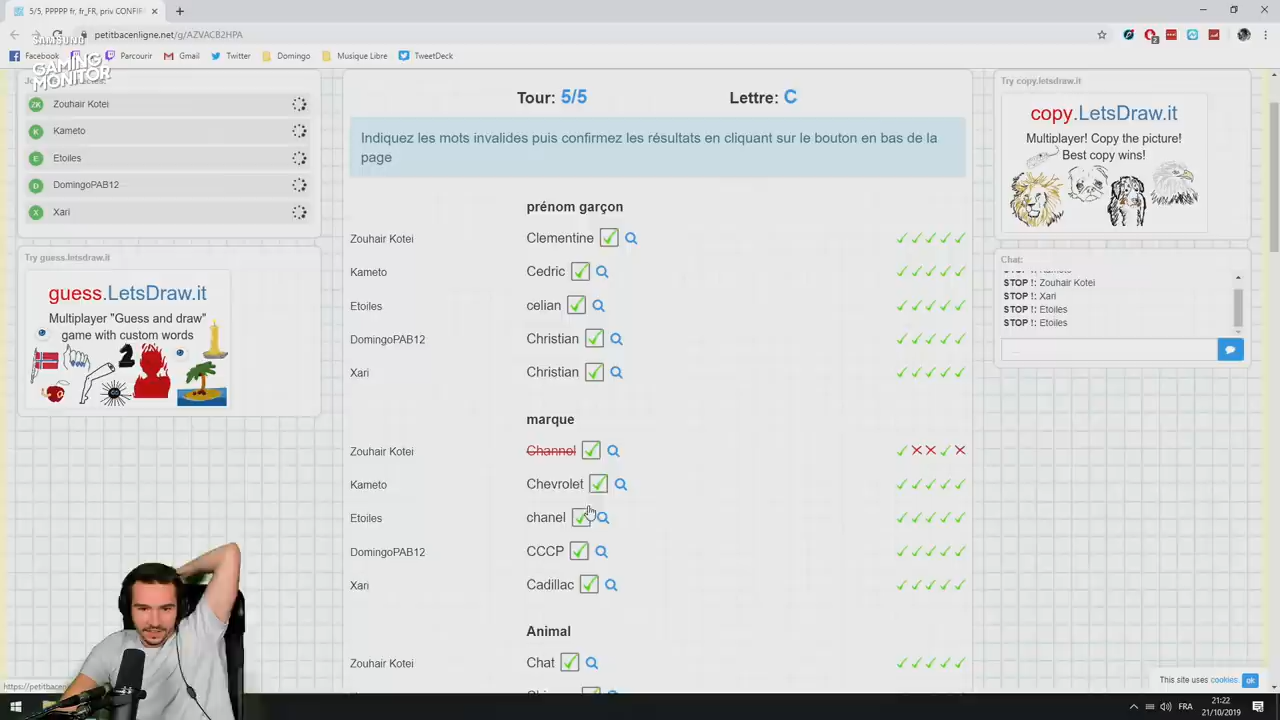 5/5, PPPPP fr, fr_FR, priv CONFIR
petitbacenligne.net/g/AZVACB2HPA
SAMSUNG
GAMING
MONITOR
Facebook
Parcourir
Gmail
Twitter
Domingo
Musique Libre
TweetDeck
ZK Zouhair Kotei
K Kameto
E Etoiles
D DomingoPAB12
X Xari
Try guess.letsdraw.it
guess.LetsDraw.it
Multiplayer "Guess and draw"
game with custom words
Tour: 5/5 Lettre: C
Indiquez les mots invalides puis confirmez les résultats en cliquant sur le bouton en bas de la
page
prénom garçon
Zouhair Kotei Clementine
Kameto Cedric
Etoiles celian
DomingoPAB12 Christian
Xari Christian
marque
Zouhair Kotei Channel
Kameto Chevrolet
Etoiles chanel
DomingoPAB12 CCCP
Xari Cadillac
Animal
Zouhair Kotei Chat
Try copy.letsdraw.it
copy.LetsDraw.it
Multiplayer! Copy the picture!
Best copy wins!
Chat:
STOP !: Kameto
STOP !: Zouhair Kotei
STOP !: Xari
STOP !: Etoiles
STOP !: Etoiles
This site uses cookies. ok
https://petitbacen
FRA
21:22
21/10/2019